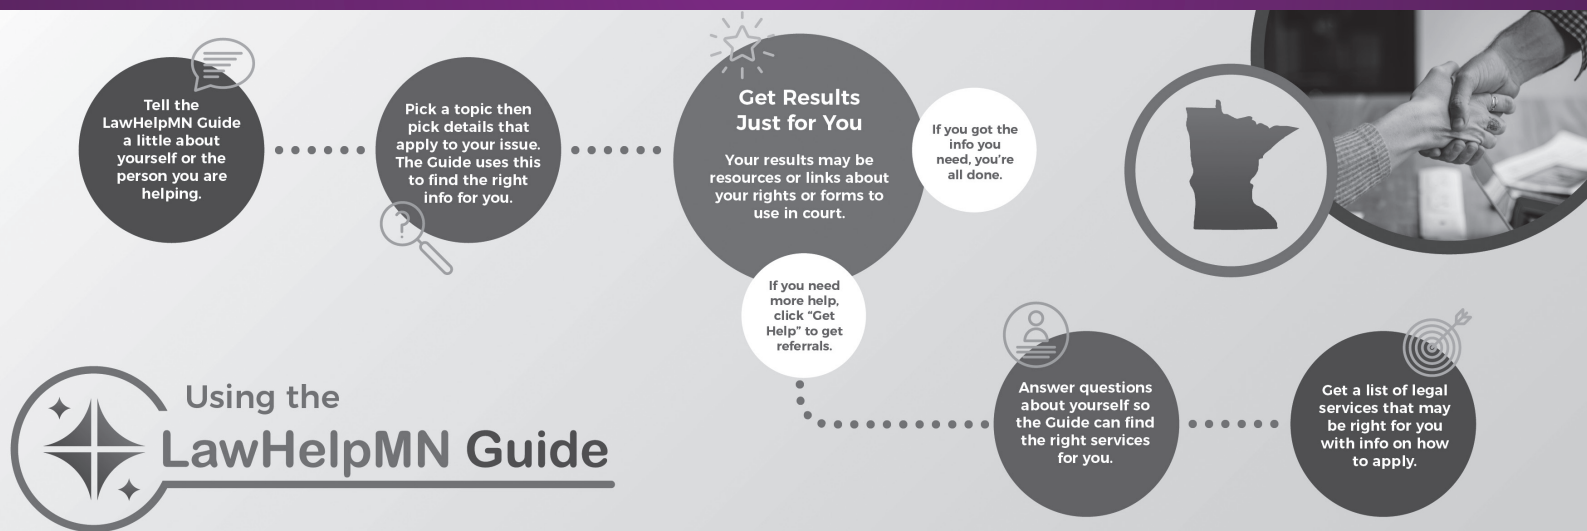 Tell the
LawHelpMN Guide
a little about
yourself or the
person you are
helping.
Pick a topic then
pick details that
apply to your issue.
The Guide uses this
to find the right
info for you.
?
Get Results
Just for You
Your results may be
resources or links about
your rights or forms to
use in court.
If you got the
info you
need, you’re
all done.
If you need
more help,
click “Get
Help” to get
referrals.
Answer questions
about yourself so
the Guide can find
the right services
for you.
Get a list of legal
services that may
be right for you
with info on how
to apply.
Using the
LawHelpMN Guide